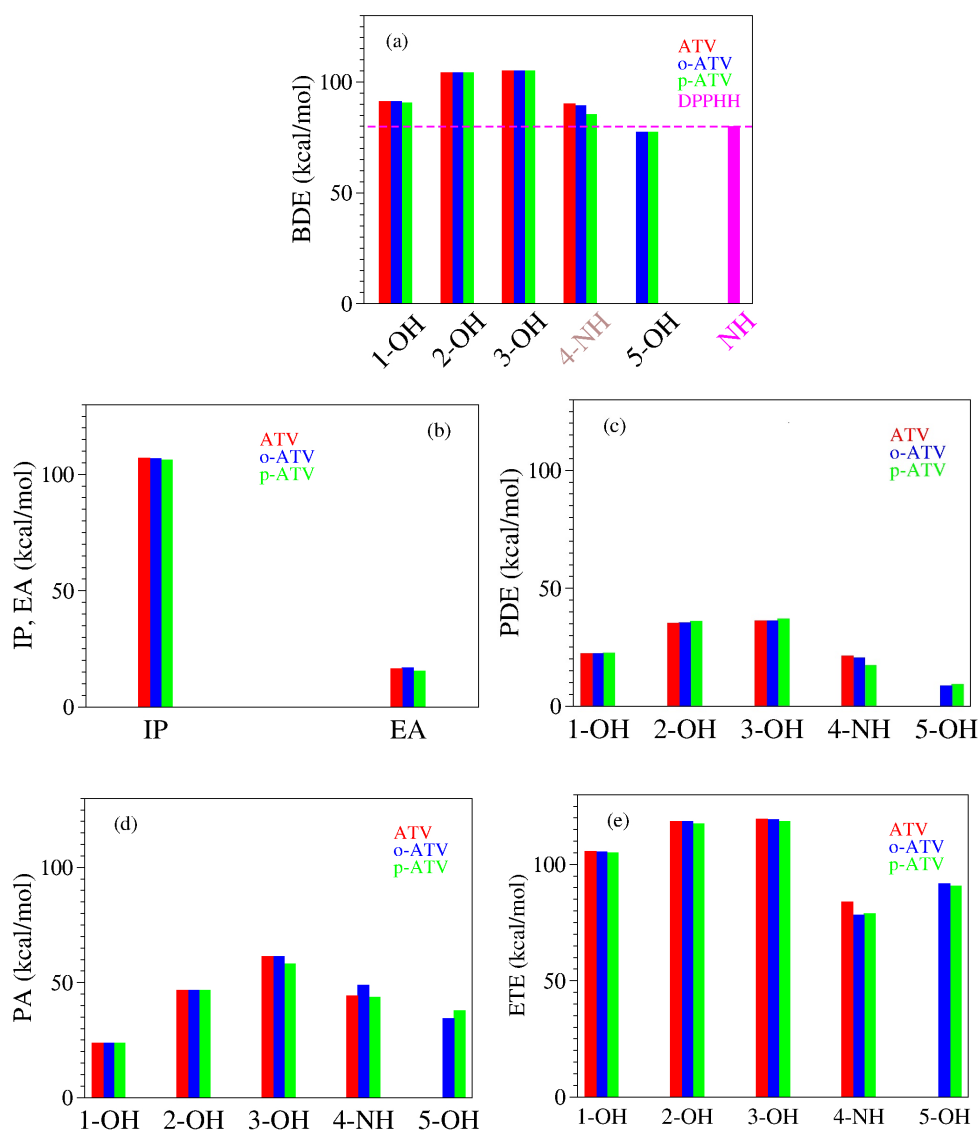 (a)
ATV
o-ATV
p-ATV
DPPHH
BDE (kcal/mol)
100
50
0
1-OH
2-OH
3-OH
4-NH
5-OH
NH
(b)
ATV
o-ATV
p-ATV
IP, EA (kcal/mol)
100
50
0
IP
EA
(c)
ATV
o-ATV
p-ATV
PDE (kcal/mol)
100
50
0
1-OH
2-OH
3-OH
4-NH
5-OH
(d)
ATV
o-ATV
p-ATV
PA (kcal/mol)
100
50
0
1-OH
2-OH
3-OH
4-NH
5-OH
(e)
ATV
o-ATV
p-ATV
ETE (kcal/mol)
100
50
0
1-OH
2-OH
3-OH
4-NH
5-OH